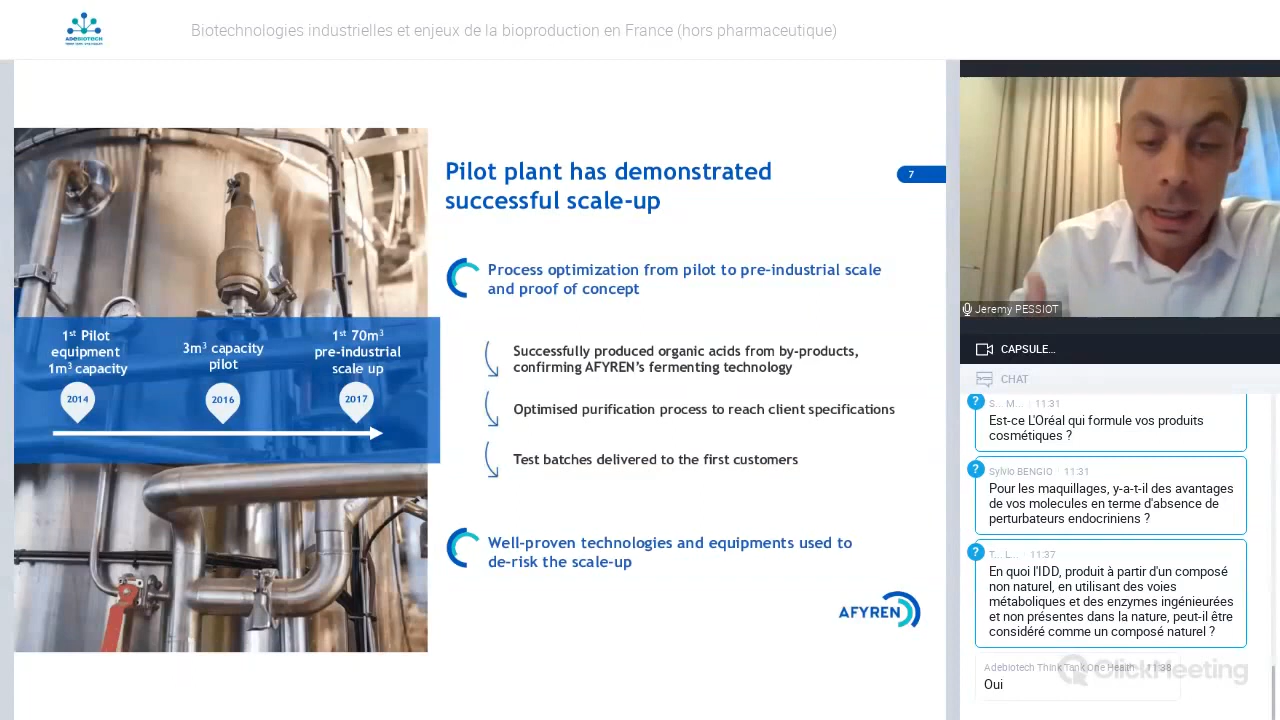 ADEBIOTECH
Biotechnologies industrielles et enjeux de la bioproduction en France (hors pharmaceutique)
Pilot plant has demonstrated
successful scale-up
7
Process optimization from pilot to pre-industrial scale
and proof of concept
1st Pilot
equipment
1m³ capacity
3m³ capacity
pilot
1st 70m³
pre-industrial
scale up
2014
2016
2017
Successfully produced organic acids from by-products,
confirming AFYREN's fermenting technology
Optimised purification process to reach client specifications
Test batches delivered to the first customers
Well-proven technologies and equipments used to
de-risk the scale-up
AFYREN
Jeremy PESSIOT
CAPSULE...
CHAT
? S... M... 11:31
Est-ce L'Oréal qui formule vos produits
cosmétiques ?
? Sylvio BENGIO · 11:31
Pour les maquillages, y-a-t-il des avantages
de vos molecules en terme d'absence de
perturbateurs endocriniens ?
? T... L... 11:37
En quoi l'IDD, produit à partir d'un composé
non naturel, en utilisant des voies
métaboliques et des enzymes ingénieurées
et non présentes dans la nature, peut-il être
considéré comme un composé naturel ?
Adebiotech Think Tank One Health · 11:38
Oui
ClickMeeting